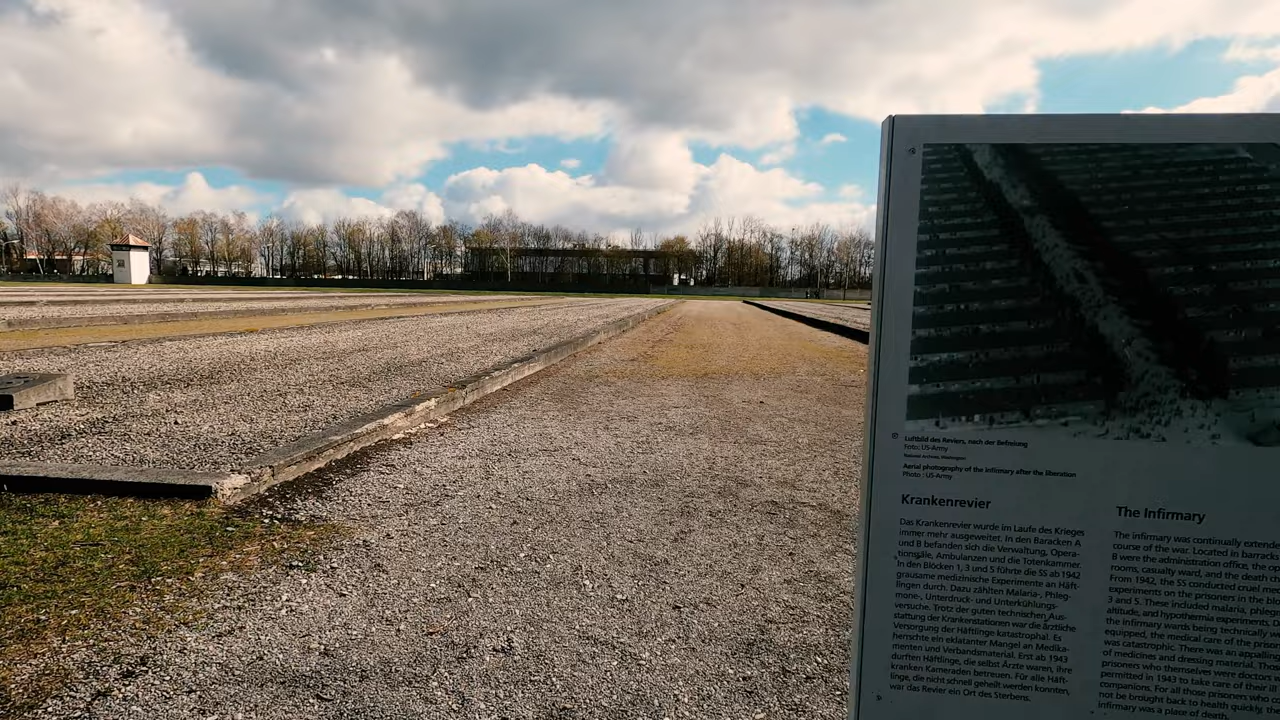 Luftbild des Reviers, nach der Befreiung
Foto: US-Army
National Archives, Washington
Aerial photography of the infirmary after the liberation
Photo: US-Army
Krankenrevier
Das Krankenrevier wurde im Laufe des Krieges
immer mehr ausgeweitet. In den Baracken A
und B befanden sich die Verwaltung, Opera-
tionsäle, Ambulanzen und die Totenkammer.
In den Blöcken 1, 3 und 5 führte die SS ab 1942
grausame medizinische Experimente an Häft-
lingen durch. Dazu zählten Malaria-, Phleg-
mone-, Unterdruck- und Unterkühlungs-
versuche. Trotz der guten technischen Aus-
stattung der Krankenstationen war die ärztliche
Versorgung der Häftlinge katastrophal. Es
herrschte ein eklatanter Mangel an Medika-
menten und Verbandsmaterial. Erst ab 1943
durften Häftlinge, die selbst Ärzte waren, ihre
kranken Kameraden betreuen. Für alle Häft-
linge, die nicht schnell geheilt werden konnten,
war das Revier ein Ort des Sterbens.
The Infirmary
The infirmary was continually extende
course of the war. Located in barracks
B were the administration office, the op
rooms, casualty ward, and the death ch
From 1942, the SS conducted cruel med
experiments on the prisoners in the blo
3 and 5. These included malaria, phlegm
altitude, and hypothermia experiments. D
the infirmary wards being technically w
equipped, the medical care of the prison
was catastrophic. There was an appalling
of medicines and dressing material. Those
prisoners who themselves were doctors w
permitted in 1943 to take care of their ill
companions. For all those prisoners who co
not be brought back to health quickly, the
infirmary was a place of death.